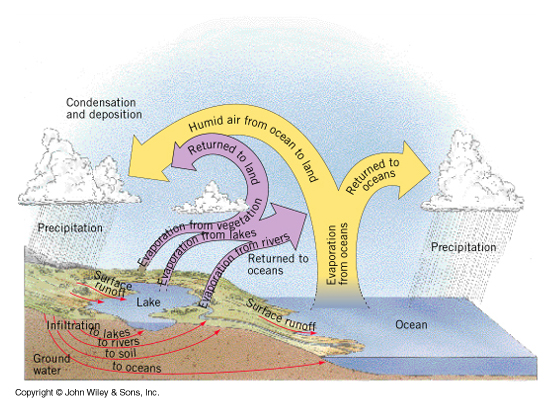 Condensation
and deposition
Humid air from ocean to land
Returned to land
Returned to
oceans
Precipitation
Evaporation from vegetation
Evaporation from lakes
Evaporation from rivers
Returned to
oceans
Evaporation
from oceans
Precipitation
Surface
runoff
Lake
Surface runoff
Ocean
Infiltration
to lakes
to rivers
to soil
to oceans
Ground
water
Copyright © John Wiley & Sons, Inc.